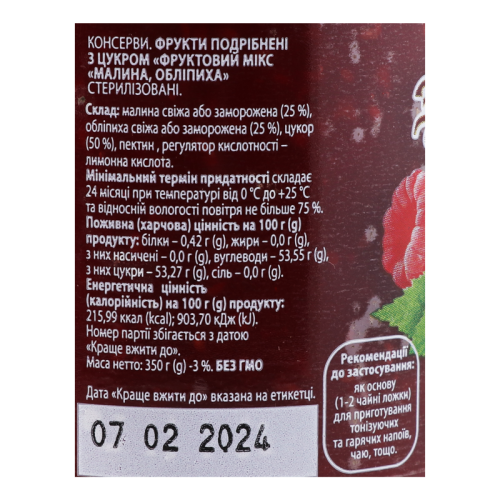 КОНСЕРВИ. ФРУКТИ ПОДРІБНЕНІ
З ЦУКРОМ «ФРУКТОВИЙ МІКС
«МАЛИНА, ОБЛІПИХА»
СТЕРИЛІЗОВАНІ.
Склад: малина свіжа або заморожена (25 %),
обліпиха свіжа або заморожена (25 %), цукор
(50 %), пектин , регулятор кислотності –
лимонна кислота.
Мінімальний термін придатності складає
24 місяці при температурі від 0 °С до +25 °С
та відносній вологості повітря не більше 75 %.
Поживна (харчова) цінність на 100 г (g)
продукту: білки – 0,42 г (g), жири – 0,0 г (g),
з них насичені – 0,0 г (g), вуглеводи – 53,55 г (g),
з них цукри – 53,27 г (g), сіль – 0,0 г (g).
Енергетична цінність
(калорійність) на 100 г (g) продукту:
215,99 ккал (kcal); 903,70 кДж (kJ).
Номер партії збігається з датою
«Краще вжити до».
Маса нетто: 350 г (g) -3 %. БЕЗ ГМО
Дата «Краще вжити до» вказана на етикетці.
07 02 2024
Рекомендації
до застосування:
як основу
(1-2 чайні ложки)
для приготування
тонізуючих
та гарячих напоїв,
чаю, тощо.